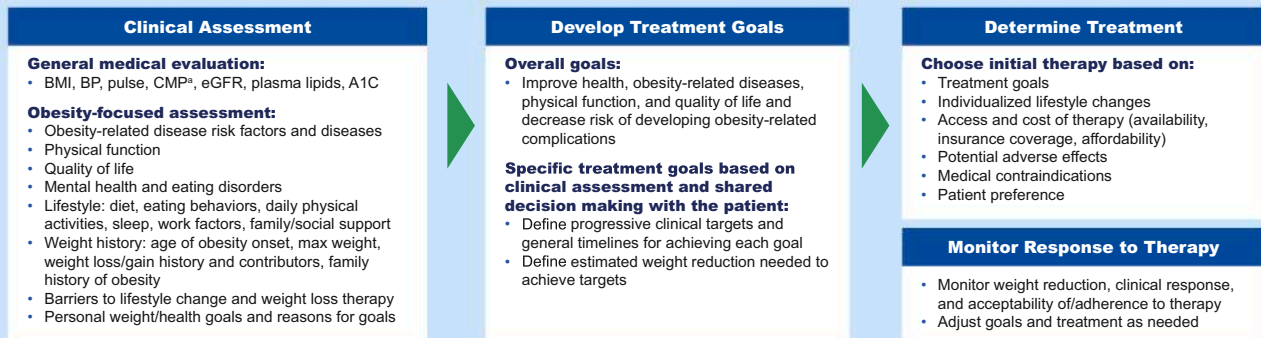 Clinical Assessment
General medical evaluation:
• BMI, BP, pulse, CMPᵃ, eGFR, plasma lipids, A1C
Obesity-focused assessment:
• Obesity-related disease risk factors and diseases
• Physical function
• Quality of life
• Mental health and eating disorders
• Lifestyle: diet, eating behaviors, daily physical
activities, sleep, work factors, family/social support
• Weight history: age of obesity onset, max weight,
weight loss/gain history and contributors, family
history of obesity
• Barriers to lifestyle change and weight loss therapy
• Personal weight/health goals and reasons for goals
Develop Treatment Goals
Overall goals:
• Improve health, obesity-related diseases,
physical function, and quality of life and
decrease risk of developing obesity-related
complications
Specific treatment goals based on
clinical assessment and shared
decision making with the patient:
• Define progressive clinical targets and
general timelines for achieving each goal
• Define estimated weight reduction needed to
achieve targets
Determine Treatment
Choose initial therapy based on:
• Treatment goals
• Individualized lifestyle changes
• Access and cost of therapy (availability,
insurance coverage, affordability)
• Potential adverse effects
• Medical contraindications
• Patient preference
Monitor Response to Therapy
• Monitor weight reduction, clinical response,
and acceptability of/adherence to therapy
• Adjust goals and treatment as needed